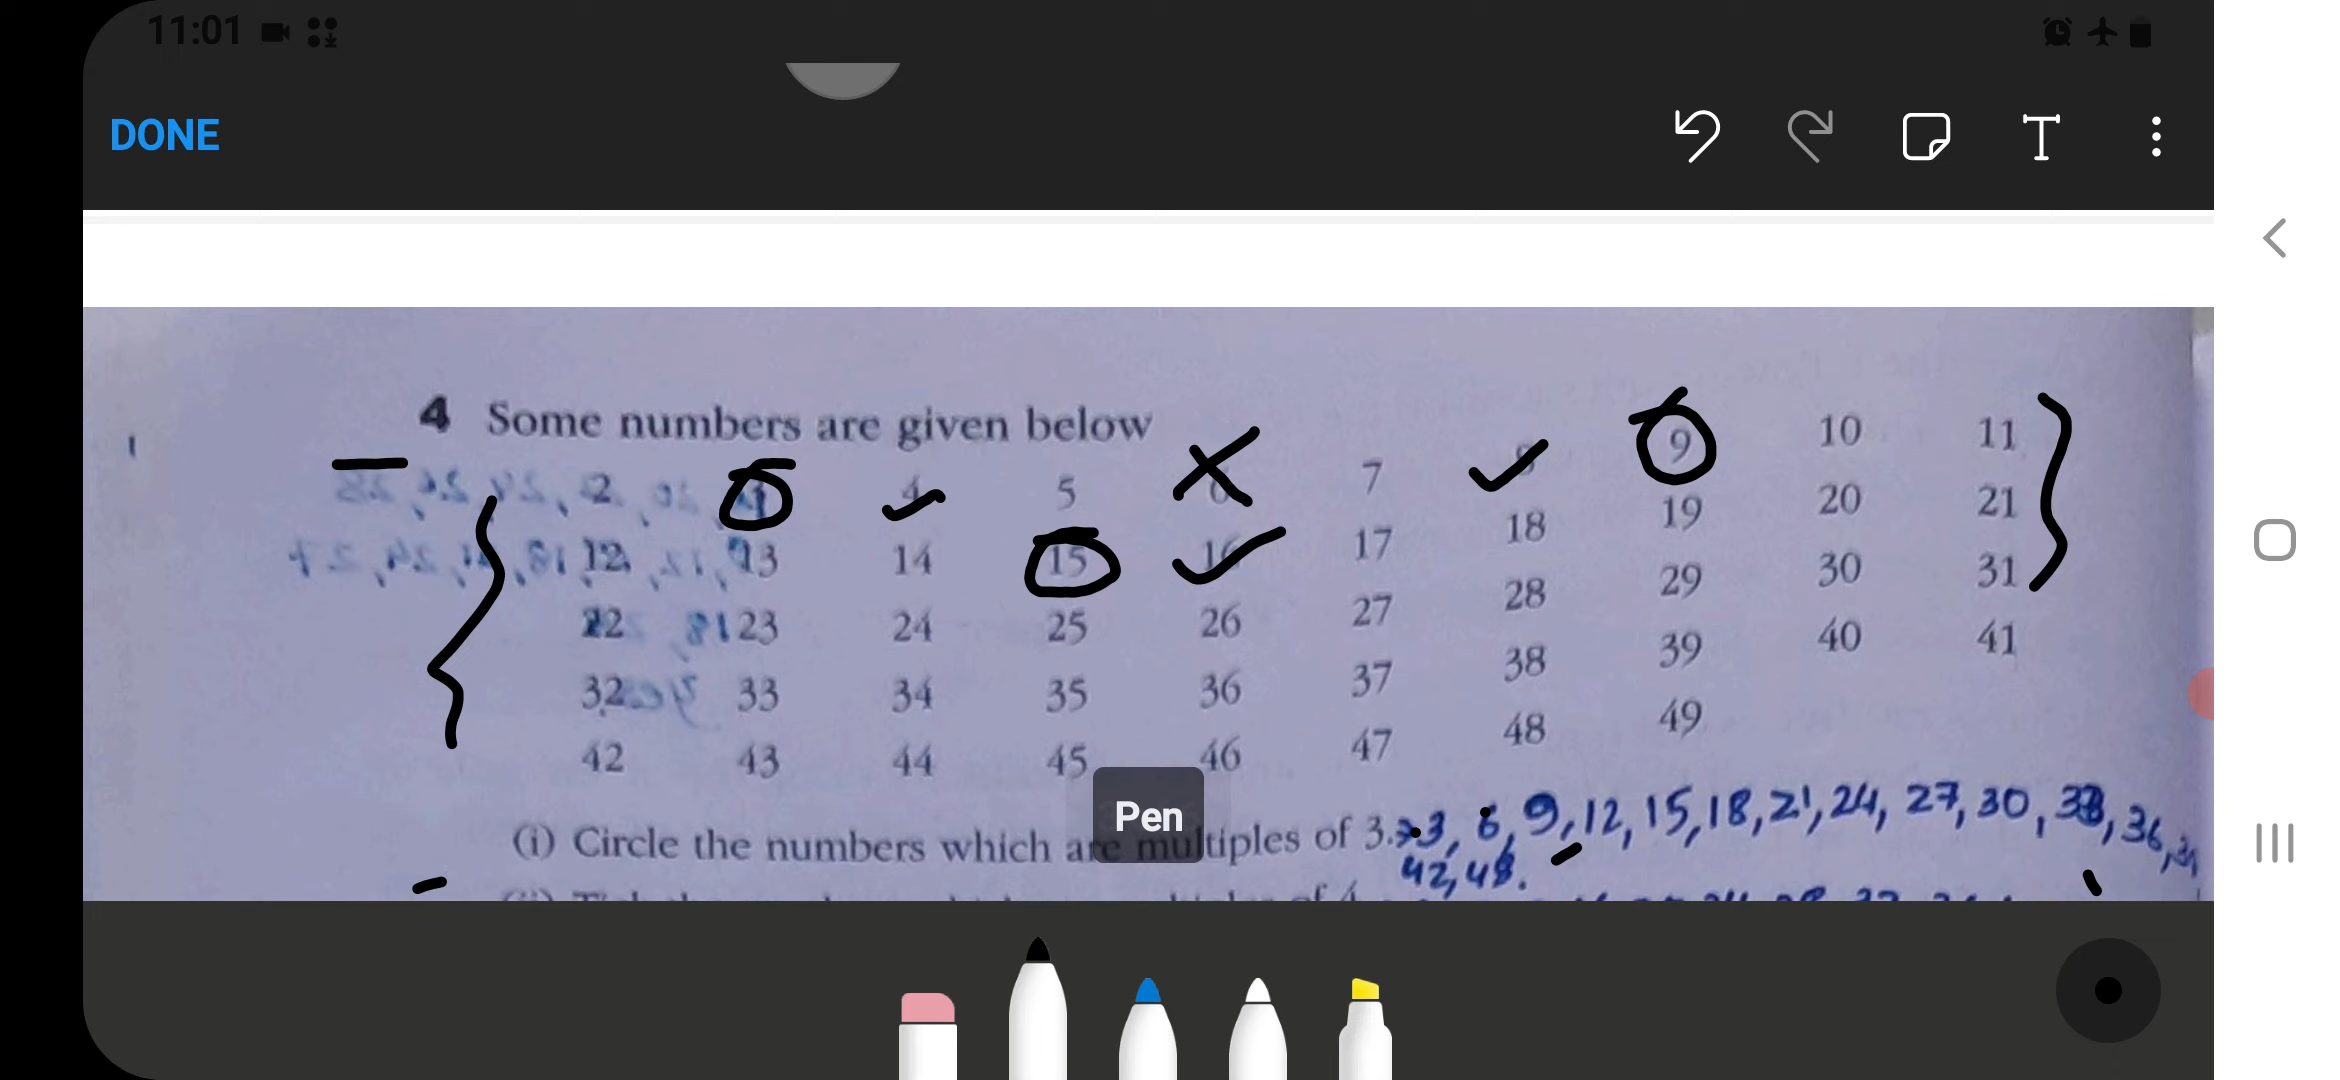 11:01
DONE
T
4 Some numbers are given below
2 3 4 5 6 7 8 9 10 11
12 13 14 15 16 17 18 19 20 21
22 23 24 25 26 27 28 29 30 31
32 33 34 35 36 37 38 39 40 41
42 43 44 45 46 47 48 49
Pen
(i) Circle the numbers which are multiples of 3. 3, 6, 9, 12, 15, 18, 21, 24, 27, 30, 33, 36,
42, 48.